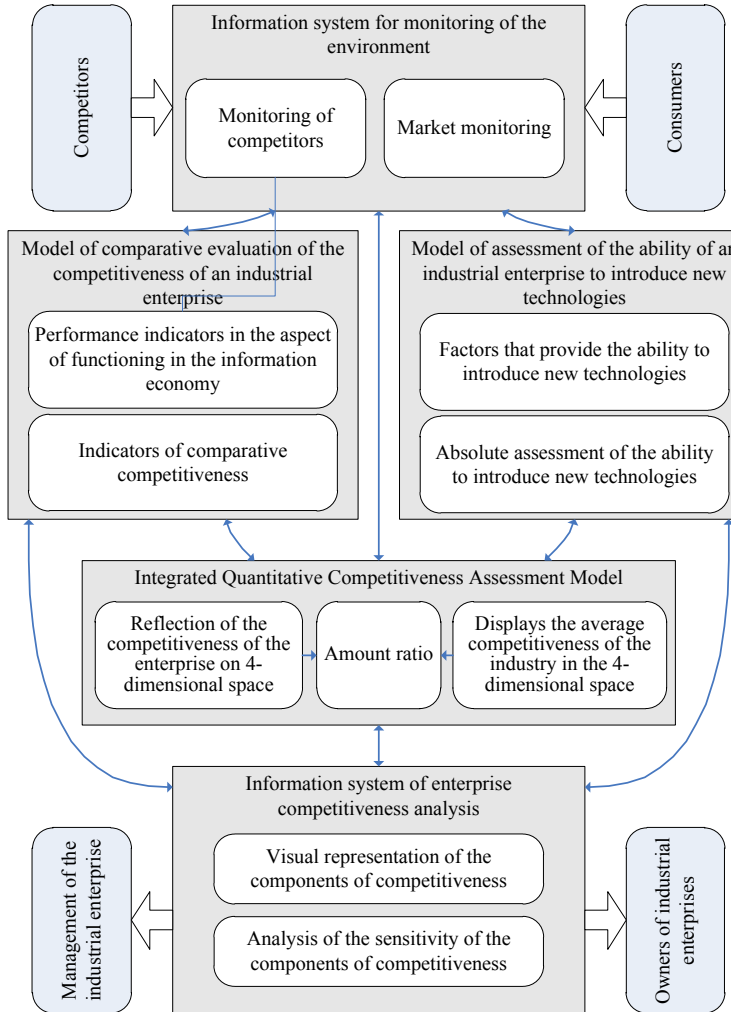 Competitors
Information system for monitoring of the
environment
Monitoring of
competitors
Market monitoring
Consumers
Model of comparative evaluation of the
competitiveness of an industrial
enterprise
Performance indicators in the aspect
of functioning in the information
economy
Indicators of comparative
competitiveness
Model of assessment of the ability of an
industrial enterprise to introduce new
technologies
Factors that provide the ability to
introduce new technologies
Absolute assessment of the ability
to introduce new technologies
Integrated Quantitative Competitiveness Assessment Model
Reflection of the
competitiveness of the
enterprise on 4-
dimensional space
Amount ratio
Displays the average
competitiveness of the
industry in the 4-
dimensional space
Information system of enterprise
competitiveness analysis
Visual representation of the
components of competitiveness
Analysis of the sensitivity of the
components of competitiveness
Management of the
industrial enterprise
Owners of industrial
enterprises